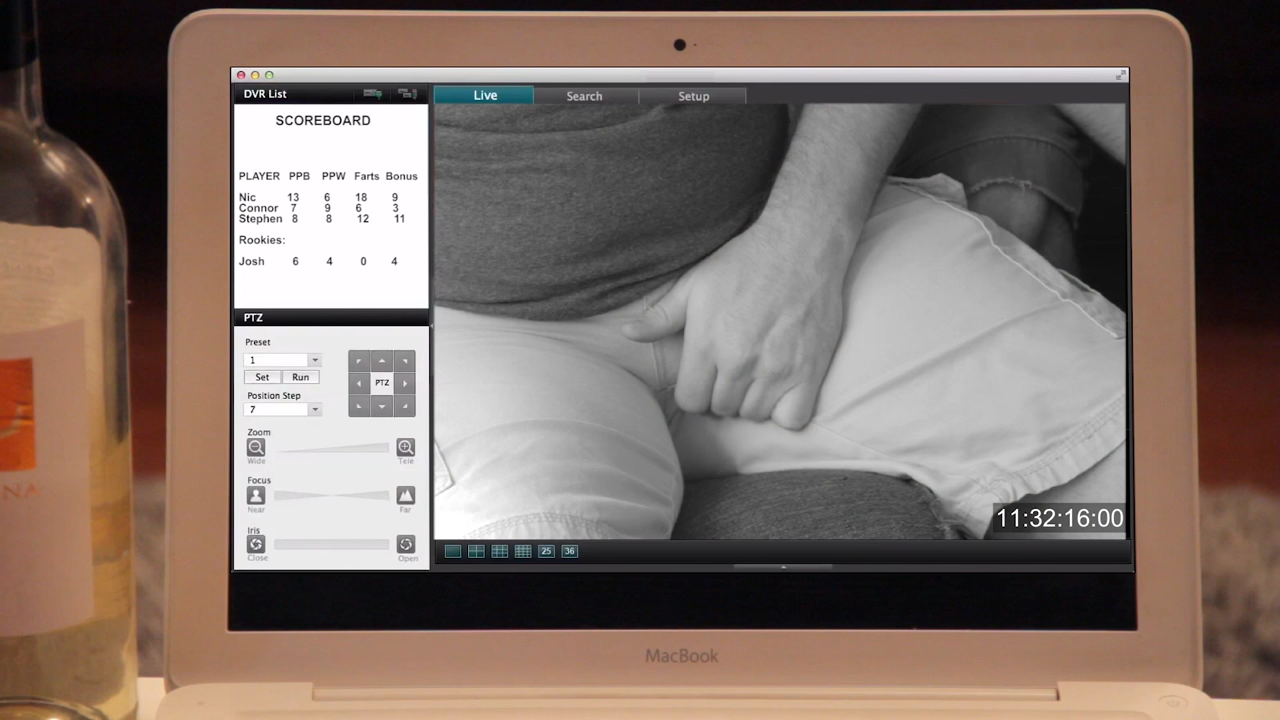 DVR List
Live Search Setup
SCOREBOARD
PLAYER PPB PPW Farts Bonus
Nic 13 6 18 9
Connor 7 9 6 3
Stephen 8 8 12 11
Rookies:
Josh 6 4 0 4
PTZ
Preset
1
Set Run
PTZ
Position Step
7
Zoom
Wide Tele
Focus
Near Far
Iris
Close Open
11:32:16:00
25 36
MacBook
NA